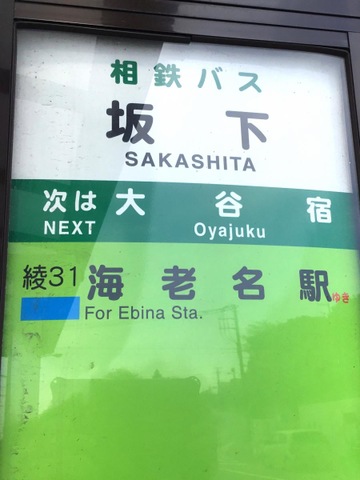 相鉄バス
坂下
SAKASHITA
次は 大谷宿
NEXT Oyajuku
綾31 海老名駅ゆき
For Ebina Sta.